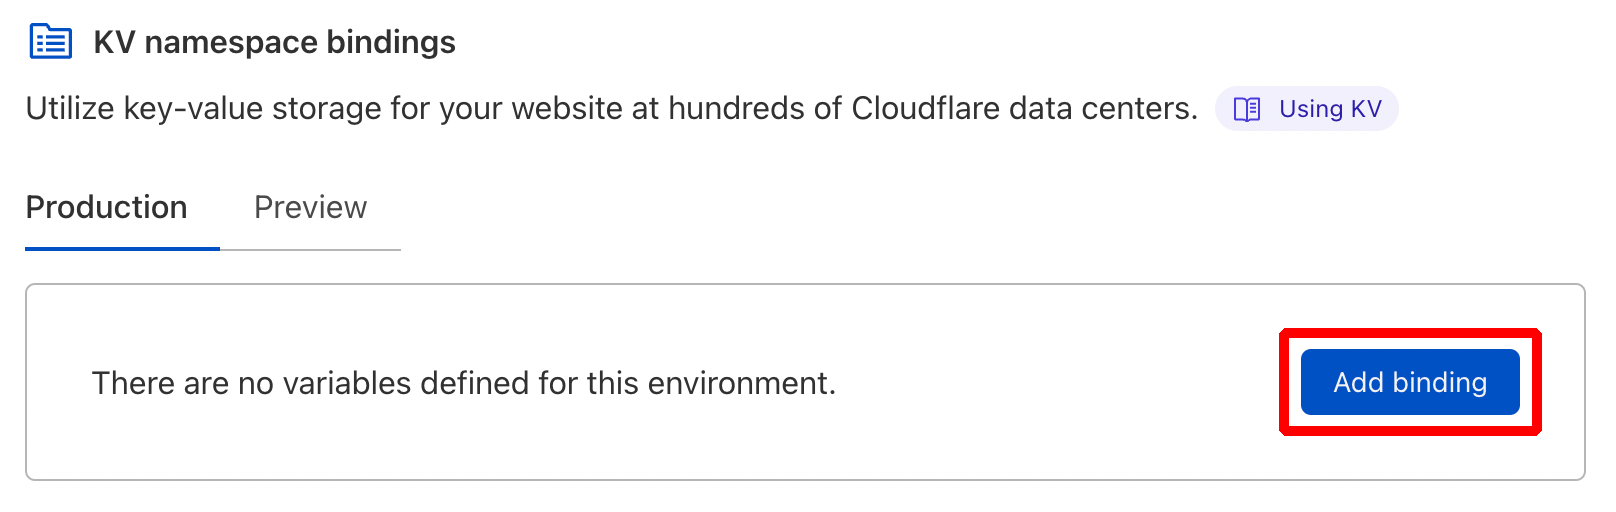 KV namespace bindings
Utilize key-value storage for your website at hundreds of Cloudflare data centers. Using KV
Production Preview
There are no variables defined for this environment. Add binding